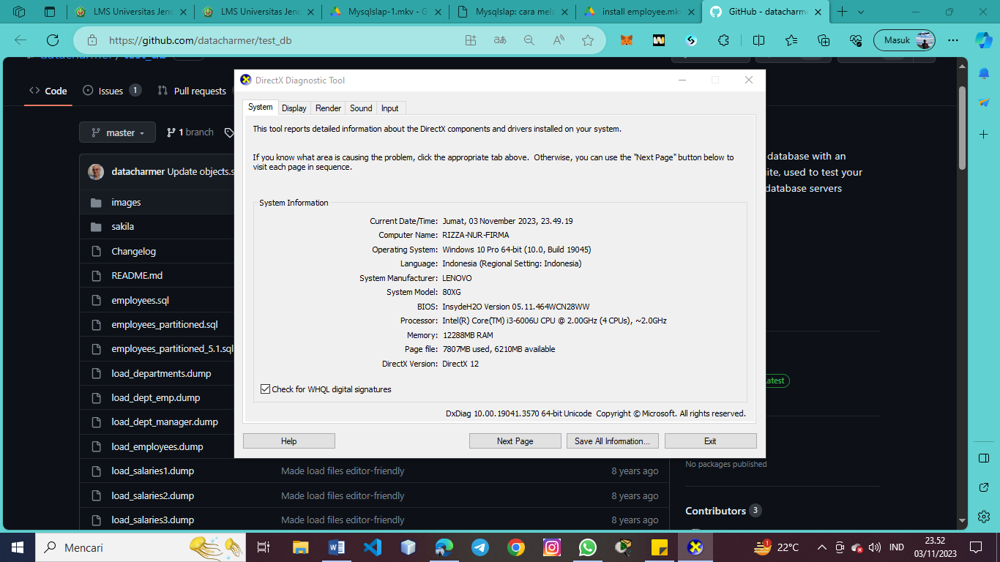 LMS Universitas Jend
LMS Universitas Jend
Mysqlslap-1.mkv - G
Mysqlslap: cara mela
install employee.mkv
GitHub - datacharme
https://github.com/datacharmer/test_db
Masuk
datacharmer/ test_db
Code
Issues 1
Pull requests
master
1 branch
datacharmer Update objects.s
images
sakila
Changelog
README.md
employees.sql
employees_partitioned.sql
employees_partitioned_5.1.sql
load_departments.dump
load_dept_emp.dump
load_dept_manager.dump
load_employees.dump
load_salaries1.dump Made load files editor-friendly 8 years ago
load_salaries2.dump Made load files editor-friendly 8 years ago
load_salaries3.dump Made load files editor-friendly 8 years ago
database with an
ite, used to test your
database servers
Latest
No packages published
Contributors 3
DirectX Diagnostic Tool
System Display Render Sound Input
This tool reports detailed information about the DirectX components and drivers installed on your system.
If you know what area is causing the problem, click the appropriate tab above. Otherwise, you can use the "Next Page" button below to
visit each page in sequence.
System Information
Current Date/Time: Jumat, 03 November 2023, 23.49.19
Computer Name: RIZZA-NUR-FIRMA
Operating System: Windows 10 Pro 64-bit (10.0, Build 19045)
Language: Indonesia (Regional Setting: Indonesia)
System Manufacturer: LENOVO
System Model: 80XG
BIOS: InsydeH2O Version 05.11.464WCN28WW
Processor: Intel(R) Core(TM) i3-6006U CPU @ 2.00GHz (4 CPUs), ~2.0GHz
Memory: 12288MB RAM
Page file: 7807MB used, 6210MB available
DirectX Version: DirectX 12
Check for WHQL digital signatures
DxDiag 10.00.19041.3570 64-bit Unicode Copyright © Microsoft. All rights reserved.
Help Next Page Save All Information... Exit
Mencari
1
22°C
IND
23.52
03/11/2023